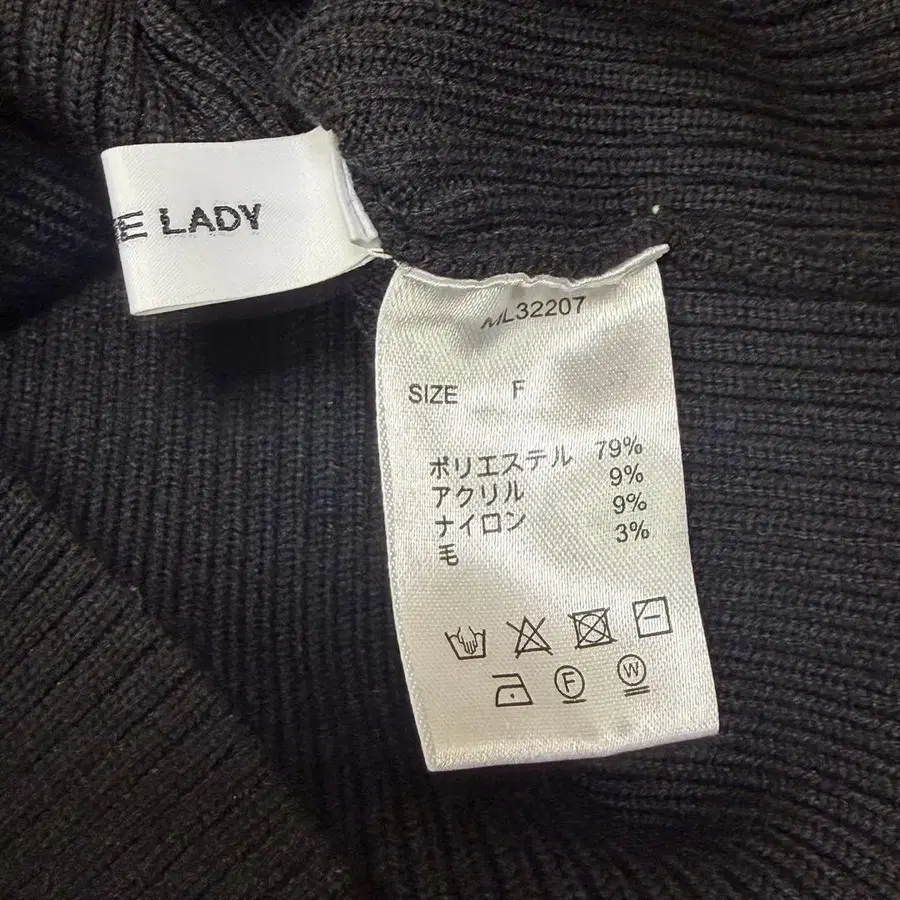 LADY
ML32207
SIZE F
ポリエステル 79%
アクリル 9%
ナイロン 9%
毛 3%
F
W